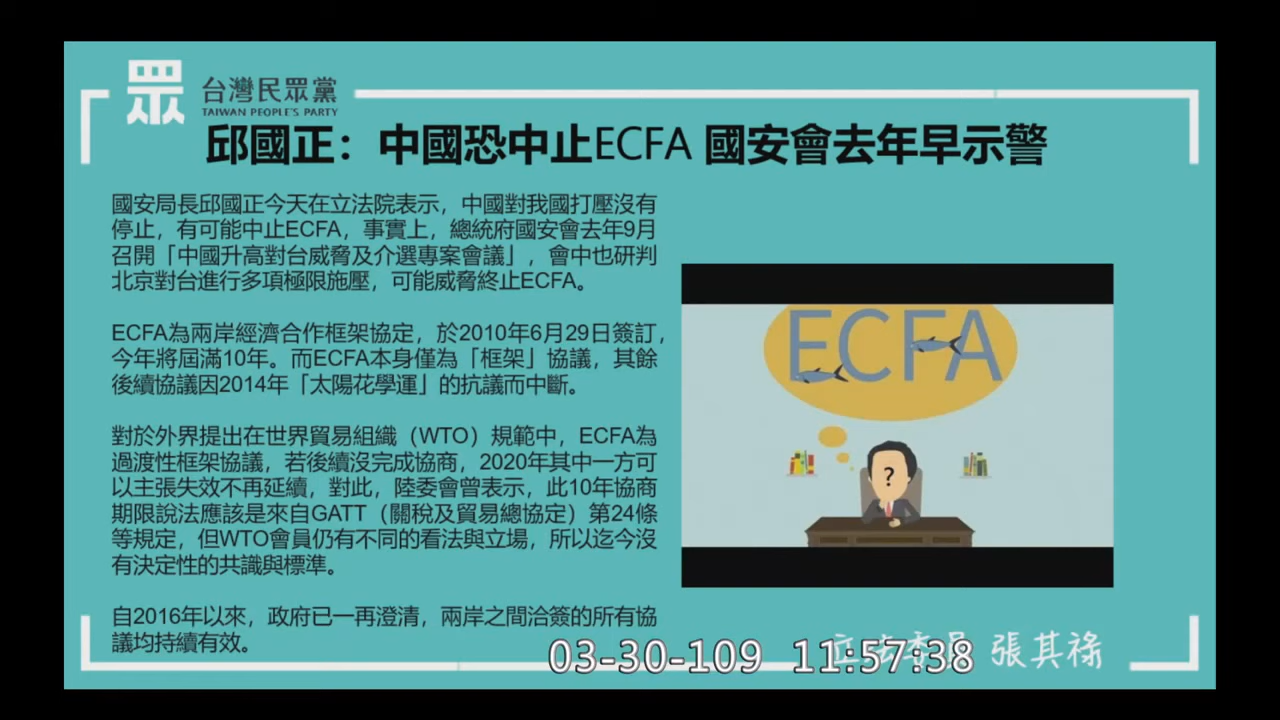 眾 台灣民眾黨
TAIWAN PEOPLE'S PARTY
邱國正：中國恐中止ECFA 國安會去年早示警
國安局長邱國正今天在立法院表示，中國對我國打壓沒有
停止，有可能中止ECFA，事實上，總統府國安會去年9月
召開「中國升高對台威脅及介選專案會議」，會中也研判
北京對台進行多項極限施壓，可能威脅終止ECFA。
ECFA為兩岸經濟合作框架協定，於2010年6月29日簽訂，
今年將屆滿10年。而ECFA本身僅為「框架」協議，其餘
後續協議因2014年「太陽花學運」的抗議而中斷。
對於外界提出在世界貿易組織（WTO）規範中，ECFA為
過渡性框架協議，若後續沒完成協商，2020年其中一方可
以主張失效不再延續，對此，陸委會曾表示，此10年協商
期限說法應該是來自GATT（關稅及貿易總協定）第24條
等規定，但WTO會員仍有不同的看法與立場，所以迄今沒
有決定性的共識與標準。
自2016年以來，政府已一再澄清，兩岸之間洽簽的所有協
議均持續有效。
ECFA
?
立法委員 張其祿
03-30-109 11:57:38